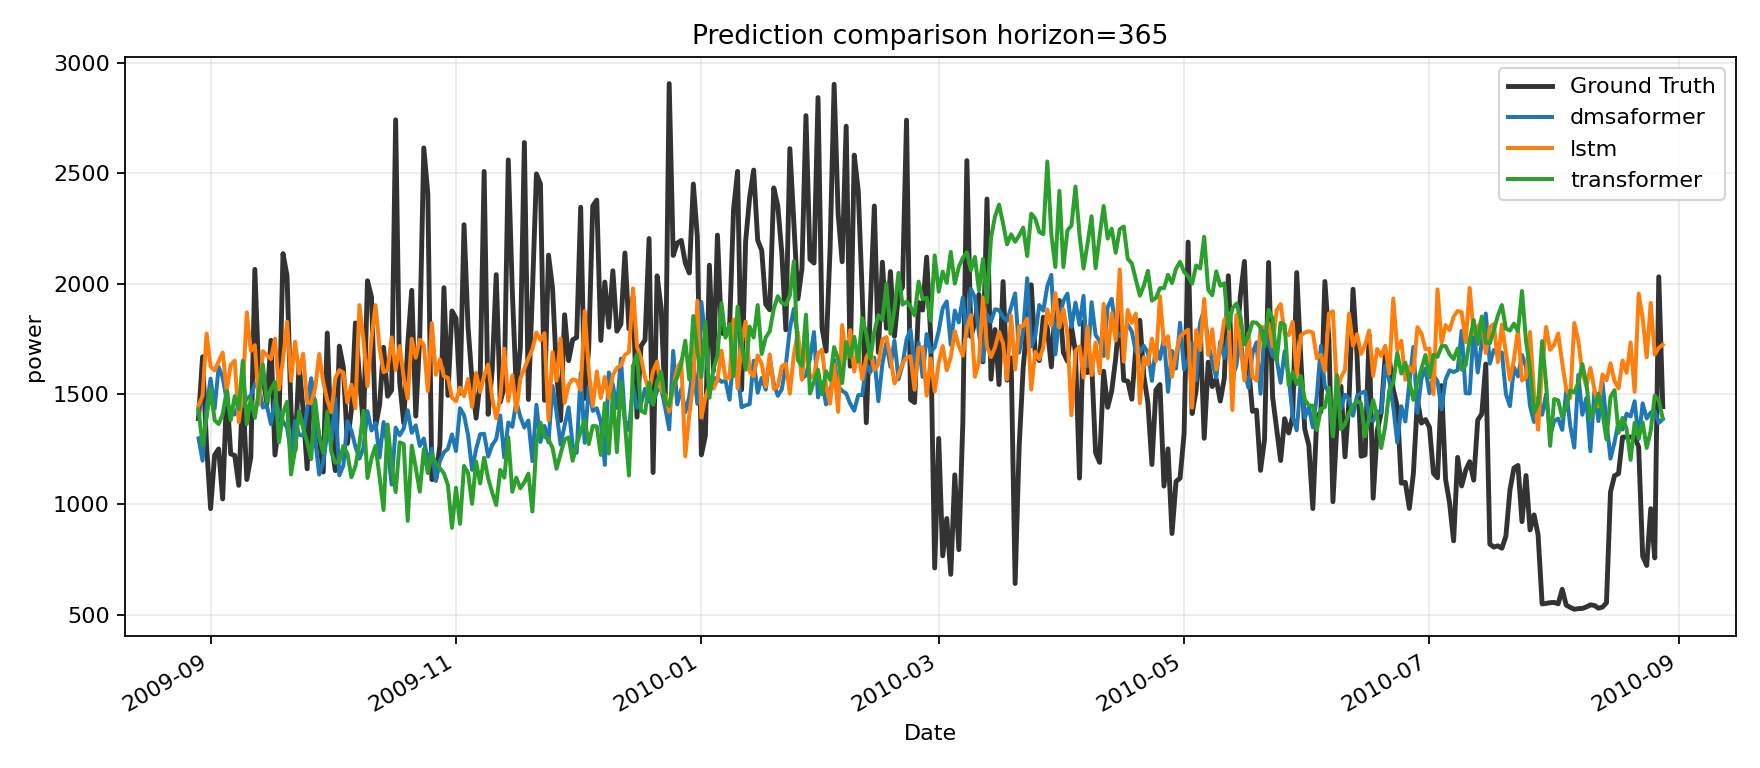 Prediction comparison horizon=365
3000
2500
2000
1500
1000
500
power
Ground Truth
dmsaformer
lstm
transformer
2009-09
2009-11
2010-01
2010-03
2010-05
2010-07
2010-09
Date